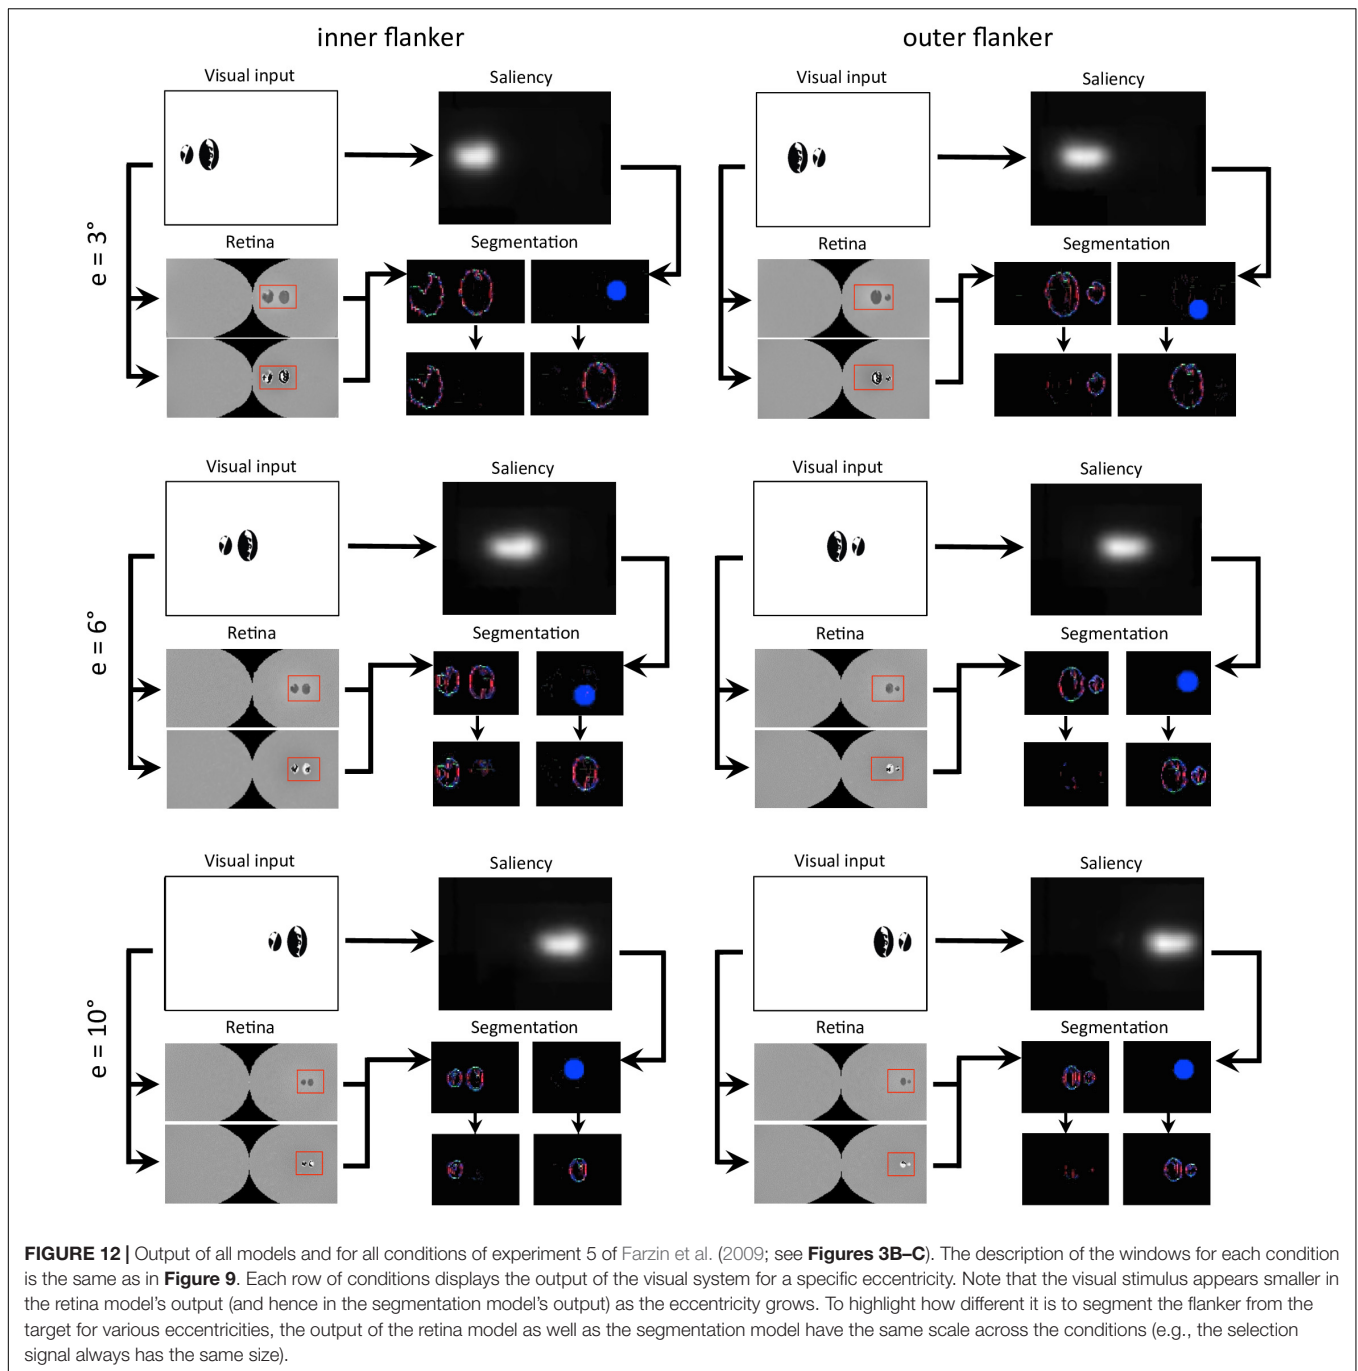 inner flanker
outer flanker
Visual input
Saliency
Visual input
Saliency
e = 3°
Retina
Segmentation
Retina
Segmentation
Visual input
Saliency
Visual input
Saliency
e = 6°
Retina
Segmentation
Retina
Segmentation
Visual input
Saliency
Visual input
Saliency
e = 10°
Retina
Segmentation
Retina
Segmentation
FIGURE 12 | Output of all models and for all conditions of experiment 5 of Farzin et al. (2009; see Figures 3B–C). The description of the windows for each condition
is the same as in Figure 9. Each row of conditions displays the output of the visual system for a specific eccentricity. Note that the visual stimulus appears smaller in
the retina model's output (and hence in the segmentation model's output) as the eccentricity grows. To highlight how different it is to segment the flanker from the
target for various eccentricities, the output of the retina model as well as the segmentation model have the same scale across the conditions (e.g., the selection
signal always has the same size).